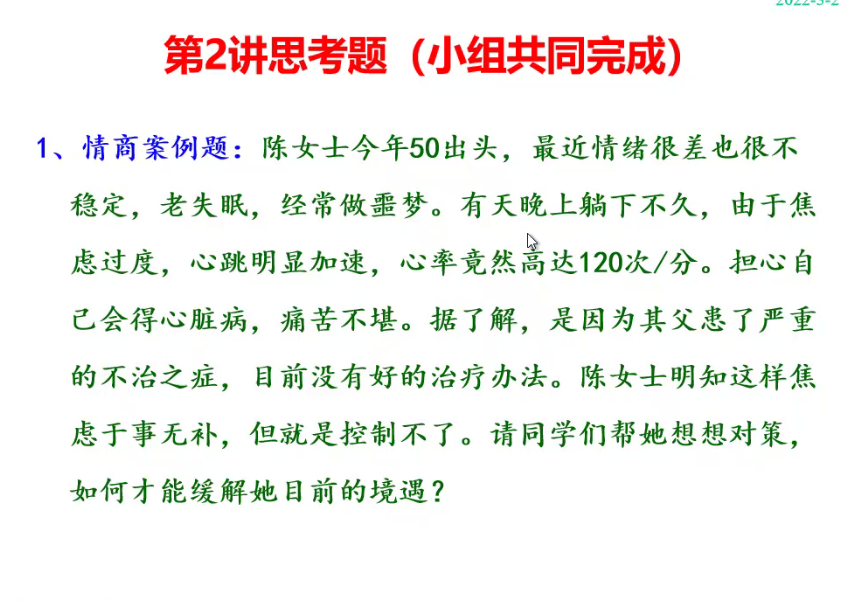 2022-3-2
第2讲思考题（小组共同完成）
1、情商案例题：陈女士今年50出头，最近情绪很差也很不
稳定，老失眠，经常做噩梦。有天晚上躺下不久，由于焦
虑过度，心跳明显加速，心率竟然高达120次/分。担心自
己会得心脏病，痛苦不堪。据了解，是因为其父患了严重
的不治之症，目前没有好的治疗办法。陈女士明知这样焦
虑于事无补，但就是控制不了。请同学们帮她想想对策，
如何才能缓解她目前的境遇？